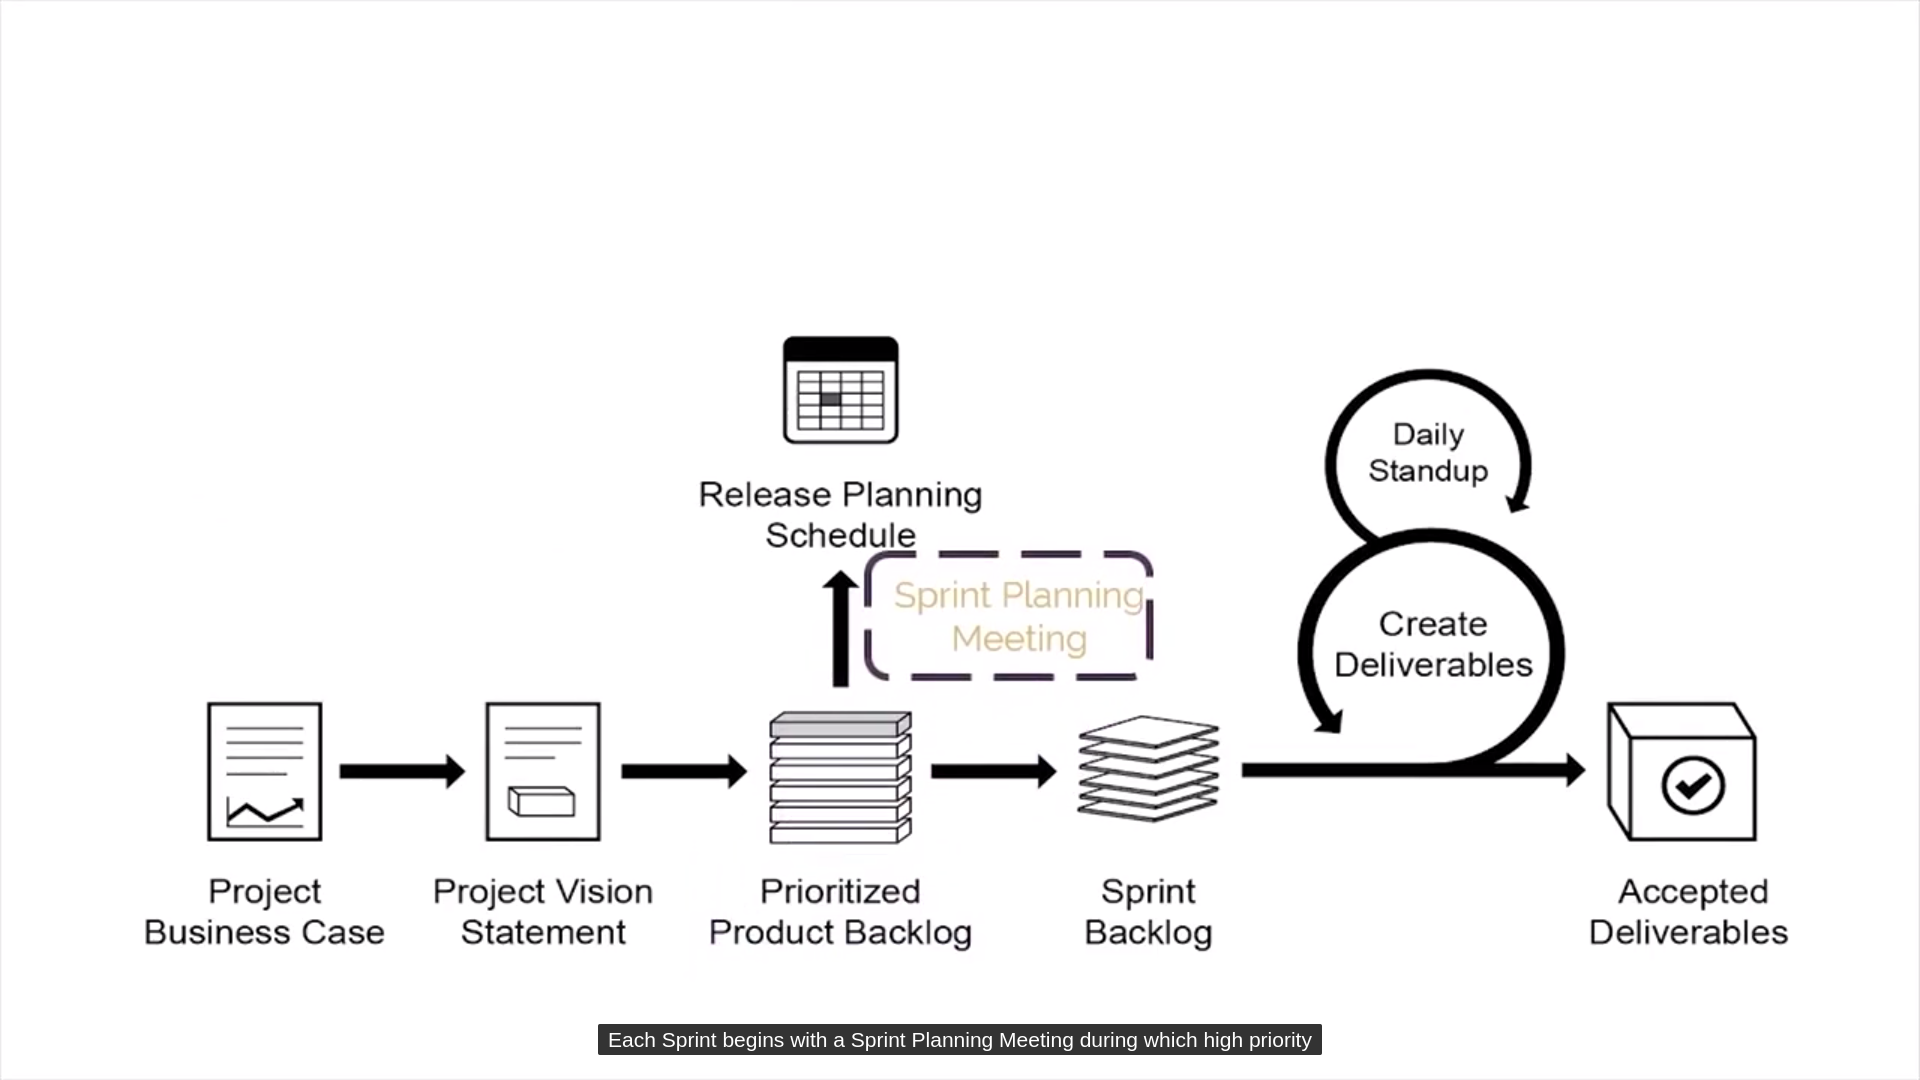 Release Planning
Schedule
Sprint Planning
Meeting
Daily
Standup
Create
Deliverables
Project
Business Case
Project Vision
Statement
Prioritized
Product Backlog
Sprint
Backlog
Accepted
Deliverables
Each Sprint begins with a Sprint Planning Meeting during which high priority